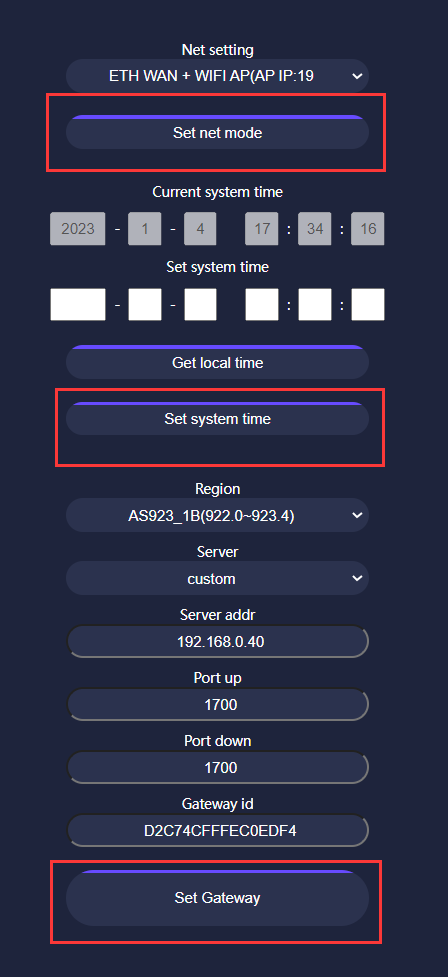 Net setting
ETH WAN + WIFI AP(AP IP:19
Set net mode
Current system time
2023 - 1 - 4 17 : 34 : 16
Set system time
- - : :
Get local time
Set system time
Region
AS923_1B(922.0~923.4)
Server
custom
Server addr
192.168.0.40
Port up
1700
Port down
1700
Gateway id
D2C74CFFFEC0EDF4
Set Gateway